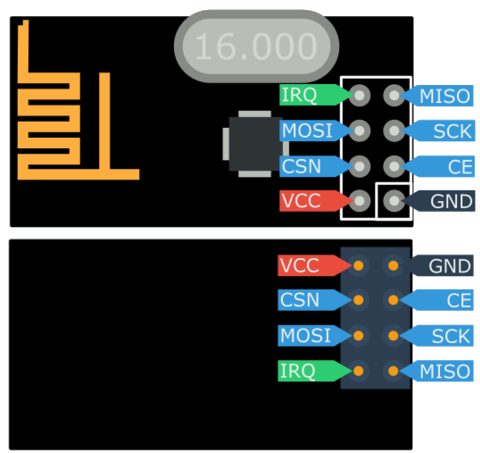 16.000
IRQ MISO
MOSI SCK
CSN CE
VCC GND
VCC GND
CSN CE
MOSI SCK
IRQ MISO